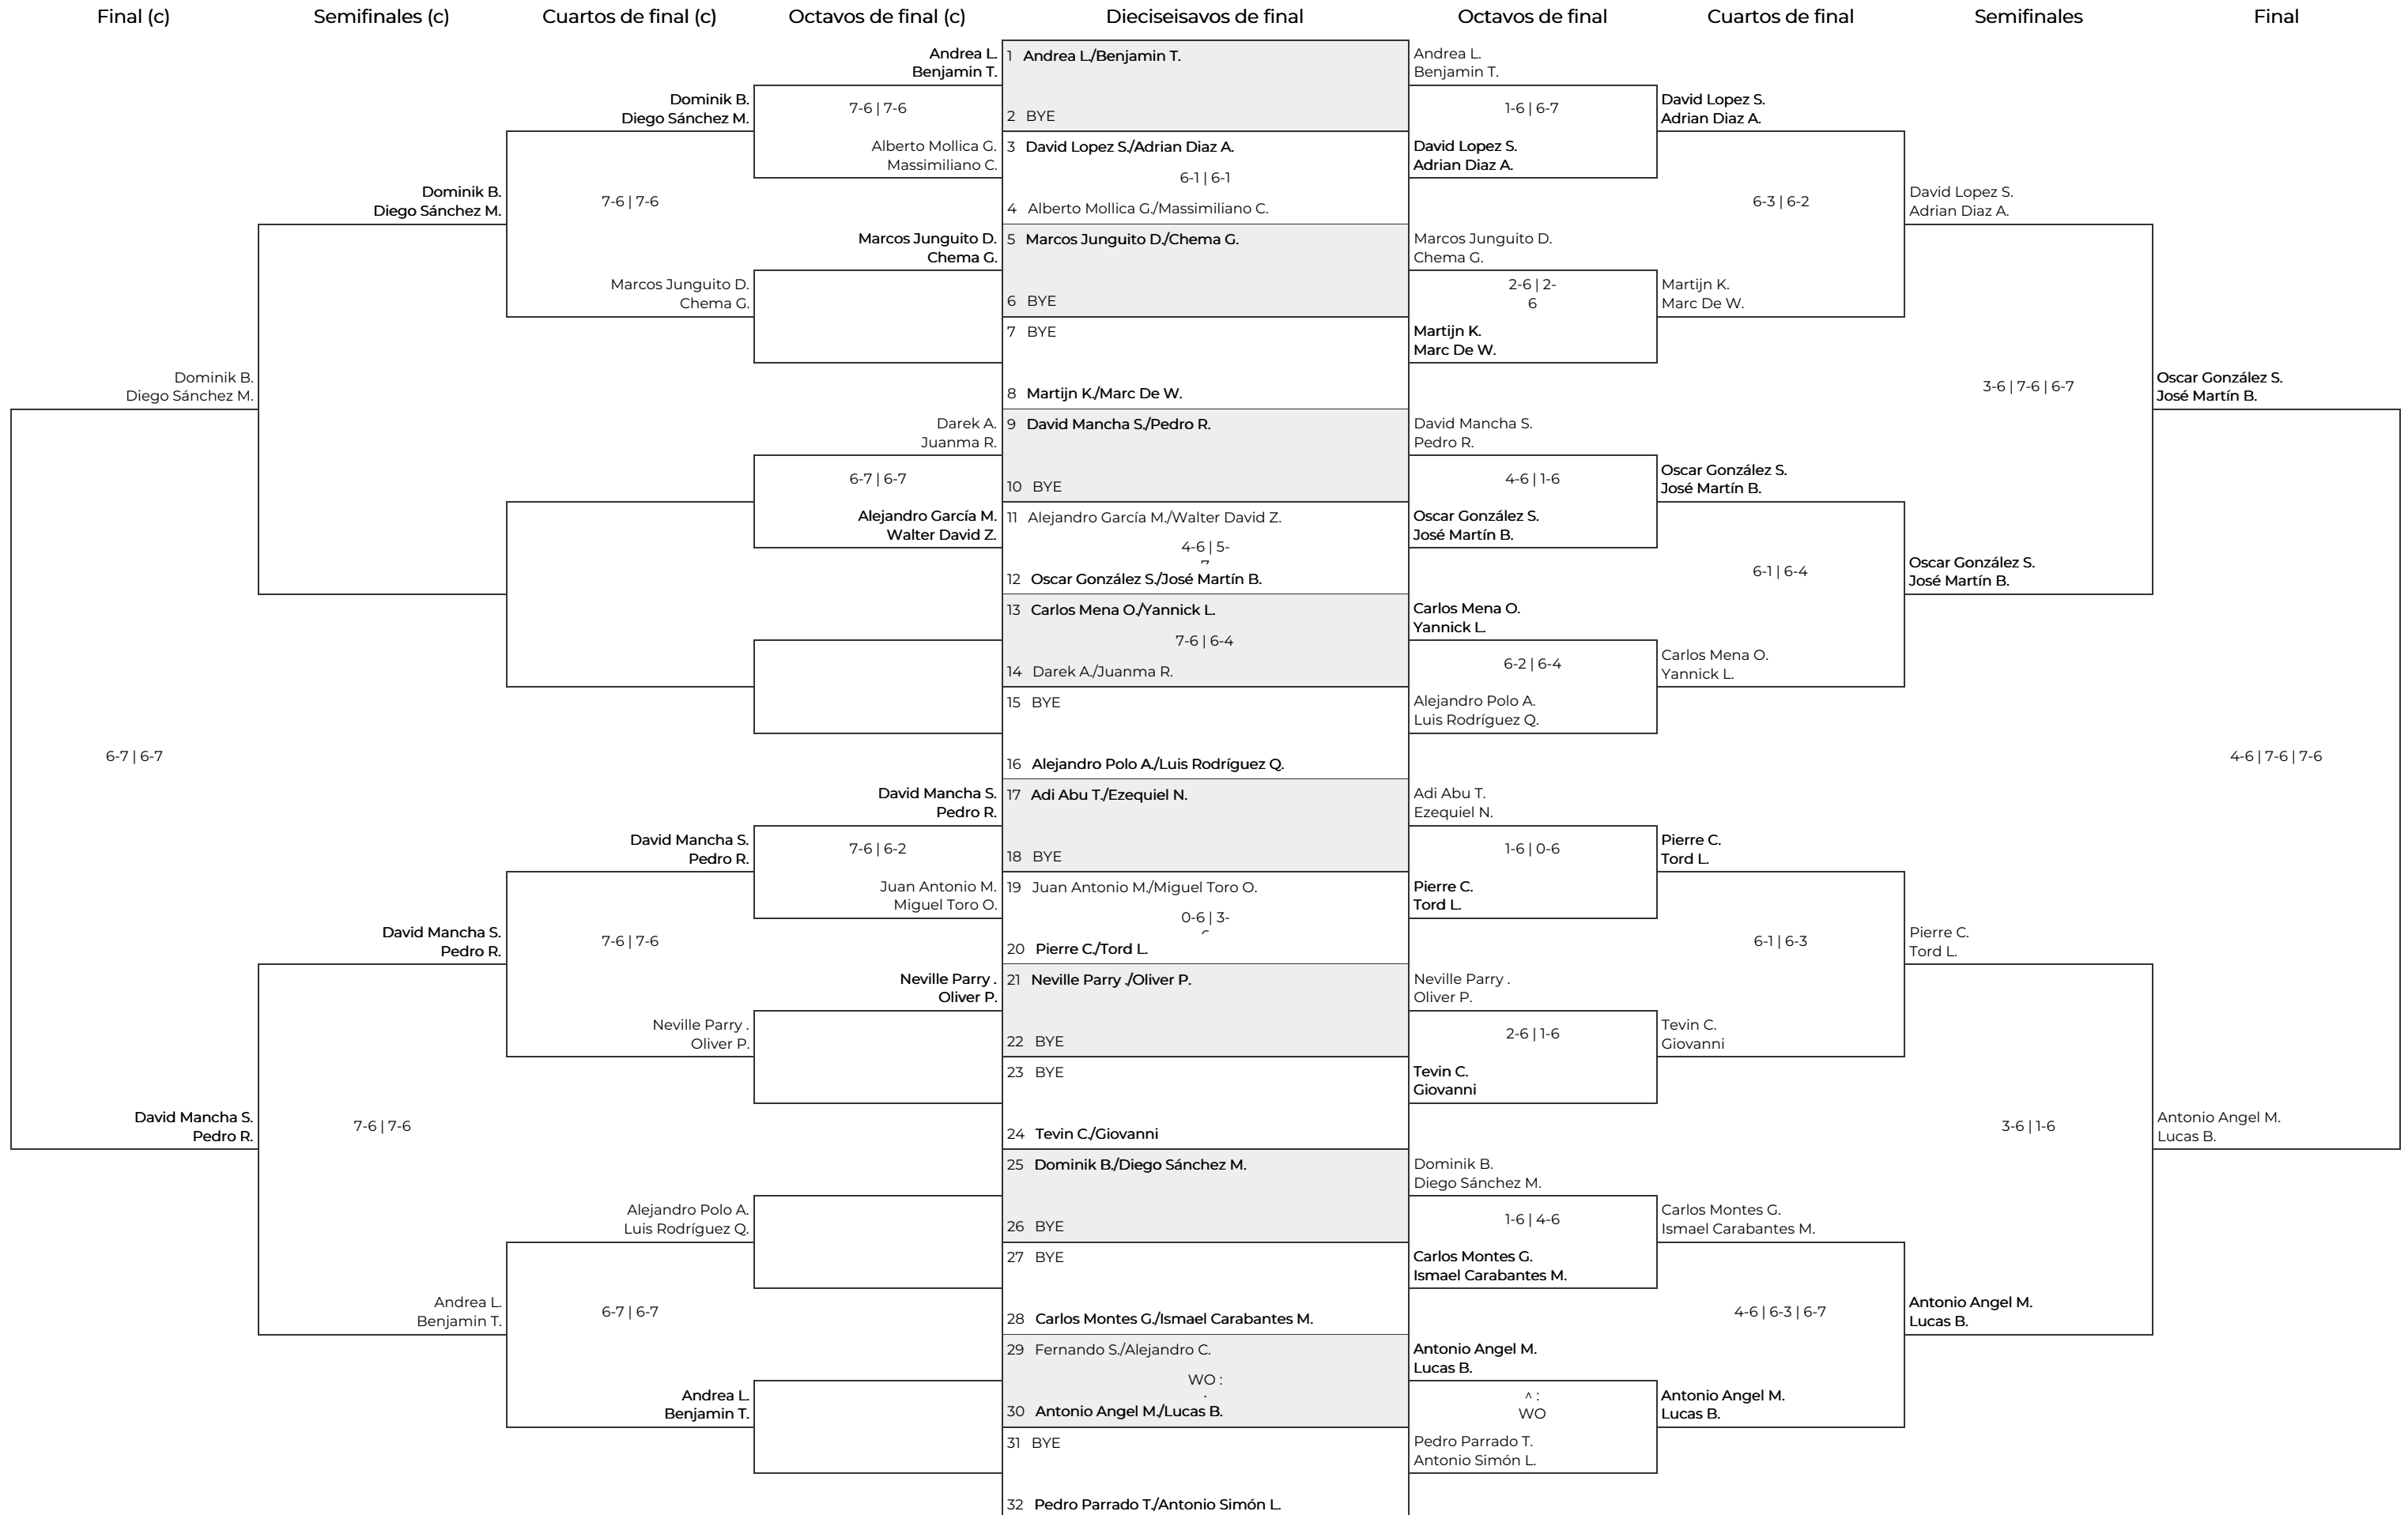 Final (c)
Semifinales (c)
Cuartos de final (c)
Octavos de final (c)
Dieciseisavos de final
Octavos de final
Cuartos de final
Semifinales
Final
Dominik B.
Diego Sánchez M.
6-7 | 6-7
David Mancha S.
Pedro R.
Dominik B.
Diego Sánchez M.
David Mancha S.
Pedro R.
7-6 | 7-6
Andrea L.
Benjamin T.
Dominik B.
Diego Sánchez M.
7-6 | 7-6
Marcos Junguito D.
Chema G.
David Mancha S.
Pedro R.
7-6 | 7-6
Neville Parry .
Oliver P.
Alejandro Polo A.
Luis Rodríguez Q.
6-7 | 6-7
Andrea L.
Benjamin T.
Andrea L.
Benjamin T.
7-6 | 7-6
Alberto Mollica G.
Massimiliano C.
Marcos Junguito D.
Chema G.
Darek A.
Juanma R.
6-7 | 6-7
Alejandro García M.
Walter David Z.
David Mancha S.
Pedro R.
7-6 | 6-2
Juan Antonio M.
Miguel Toro O.
Neville Parry .
Oliver P.
1 Andrea L./Benjamin T.
2 BYE
3 David Lopez S./Adrian Diaz A.
6-1 | 6-1
4 Alberto Mollica G./Massimiliano C.
5 Marcos Junguito D./Chema G.
6 BYE
7 BYE
8 Martijn K./Marc De W.
9 David Mancha S./Pedro R.
10 BYE
11 Alejandro García M./Walter David Z.
4-6 | 5-
12 Oscar González S./José Martín B.
13 Carlos Mena O./Yannick L.
7-6 | 6-4
14 Darek A./Juanma R.
15 BYE
16 Alejandro Polo A./Luis Rodríguez Q.
17 Adi Abu T./Ezequiel N.
18 BYE
19 Juan Antonio M./Miguel Toro O.
0-6 | 3-
20 Pierre C./Tord L.
21 Neville Parry ./Oliver P.
22 BYE
23 BYE
24 Tevin C./Giovanni
25 Dominik B./Diego Sánchez M.
26 BYE
27 BYE
28 Carlos Montes G./Ismael Carabantes M.
29 Fernando S./Alejandro C.
WO :
30 Antonio Angel M./Lucas B.
31 BYE
32 Pedro Parrado T./Antonio Simón L.
Andrea L.
Benjamin T.
1-6 | 6-7
David Lopez S.
Adrian Diaz A.
Marcos Junguito D.
Chema G.
2-6 | 2-
6
Martijn K.
Marc De W.
David Mancha S.
Pedro R.
4-6 | 1-6
Oscar González S.
José Martín B.
Carlos Mena O.
Yannick L.
6-2 | 6-4
Alejandro Polo A.
Luis Rodríguez Q.
Adi Abu T.
Ezequiel N.
1-6 | 0-6
Pierre C.
Tord L.
Neville Parry .
Oliver P.
2-6 | 1-6
Tevin C.
Giovanni
Dominik B.
Diego Sánchez M.
1-6 | 4-6
Carlos Montes G.
Ismael Carabantes M.
Antonio Angel M.
Lucas B.
^ :
WO
Pedro Parrado T.
Antonio Simón L.
David Lopez S.
Adrian Diaz A.
6-3 | 6-2
Martijn K.
Marc De W.
Oscar González S.
José Martín B.
6-1 | 6-4
Carlos Mena O.
Yannick L.
Pierre C.
Tord L.
6-1 | 6-3
Tevin C.
Giovanni
Carlos Montes G.
Ismael Carabantes M.
4-6 | 6-3 | 6-7
Antonio Angel M.
Lucas B.
David Lopez S.
Adrian Diaz A.
3-6 | 7-6 | 6-7
Oscar González S.
José Martín B.
Pierre C.
Tord L.
3-6 | 1-6
Antonio Angel M.
Lucas B.
Oscar González S.
José Martín B.
4-6 | 7-6 | 7-6
Antonio Angel M.
Lucas B.